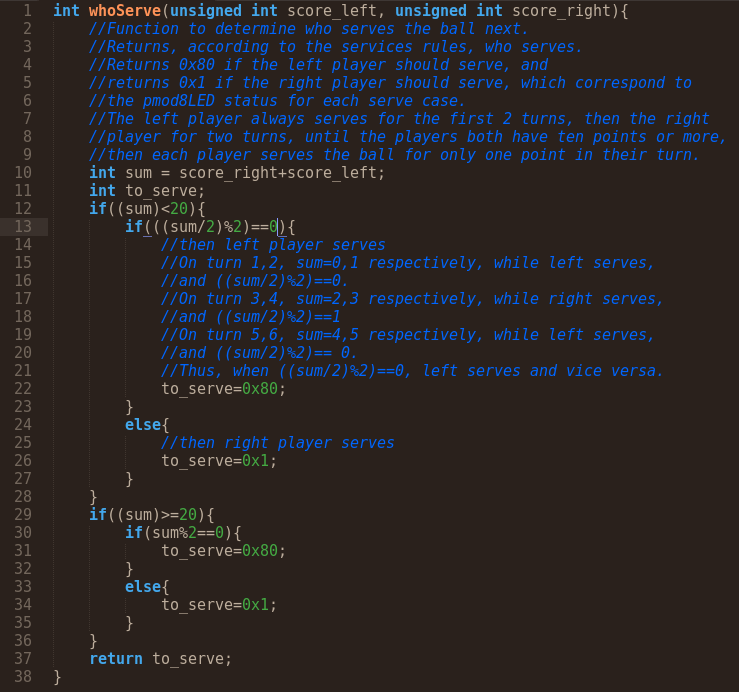 1 int whoServe(unsigned int score_left, unsigned int score_right){
2     //Function to determine who serves the ball next.
3     //Returns, according to the services rules, who serves.
4     //Returns 0x80 if the left player should serve, and
5     //returns 0x1 if the right player should serve, which correspond to
6     //the pmod8LED status for each serve case.
7     //The left player always serves for the first 2 turns, then the right
8     //player for two turns, until the players both have ten points or more,
9     //then each player serves the ball for only one point in their turn.
10     int sum = score_right+score_left;
11     int to_serve;
12     if((sum)<20){
13         if(((sum/2)%2)==0){
14             //then left player serves
15             //On turn 1,2, sum=0,1 respectively, while left serves,
16             //and ((sum/2)%2)==0.
17             //On turn 3,4, sum=2,3 respectively, while right serves,
18             //and ((sum/2)%2)==1
19             //On turn 5,6, sum=4,5 respectively, while left serves,
20             //and ((sum/2)%2)== 0.
21             //Thus, when ((sum/2)%2)==0, left serves and vice versa.
22             to_serve=0x80;
23         }
24         else{
25             //then right player serves
26             to_serve=0x1;
27         }
28     }
29     if((sum)>=20){
30         if(sum%2==0){
31             to_serve=0x80;
32         }
33         else{
34             to_serve=0x1;
35         }
36     }
37     return to_serve;
38 }